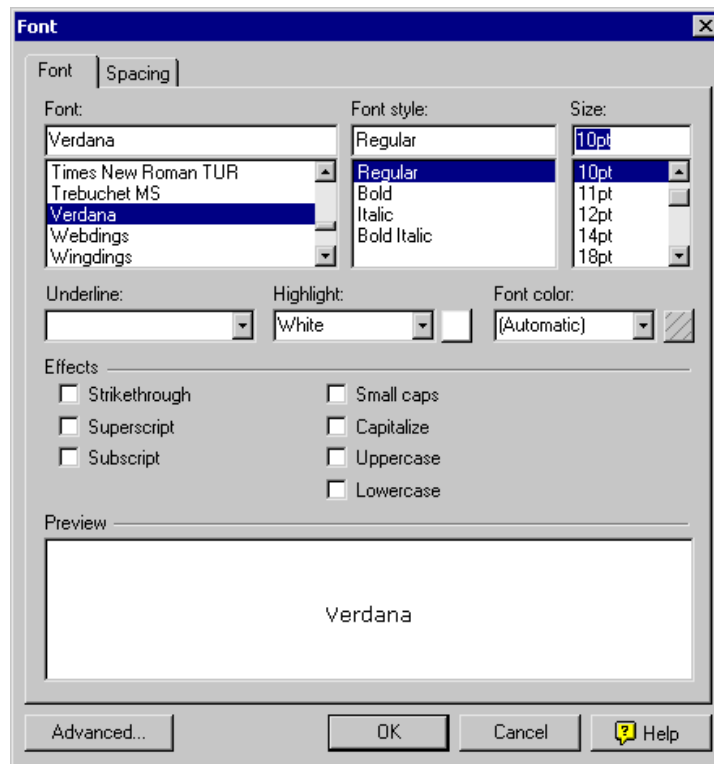 Font
Font Spacing
Font: Font style: Size:
Verdana Regular 10pt
Times New Roman TUR Regular 10pt
Trebuchet MS Bold 11pt
Verdana Italic 12pt
Webdings Bold Italic 14pt
Wingdings 18pt
Underline: Highlight: Font color:
White (Automatic)
Effects
Strikethrough Small caps
Superscript Capitalize
Subscript Uppercase
Lowercase
Preview
Verdana
Advanced... OK Cancel ? Help